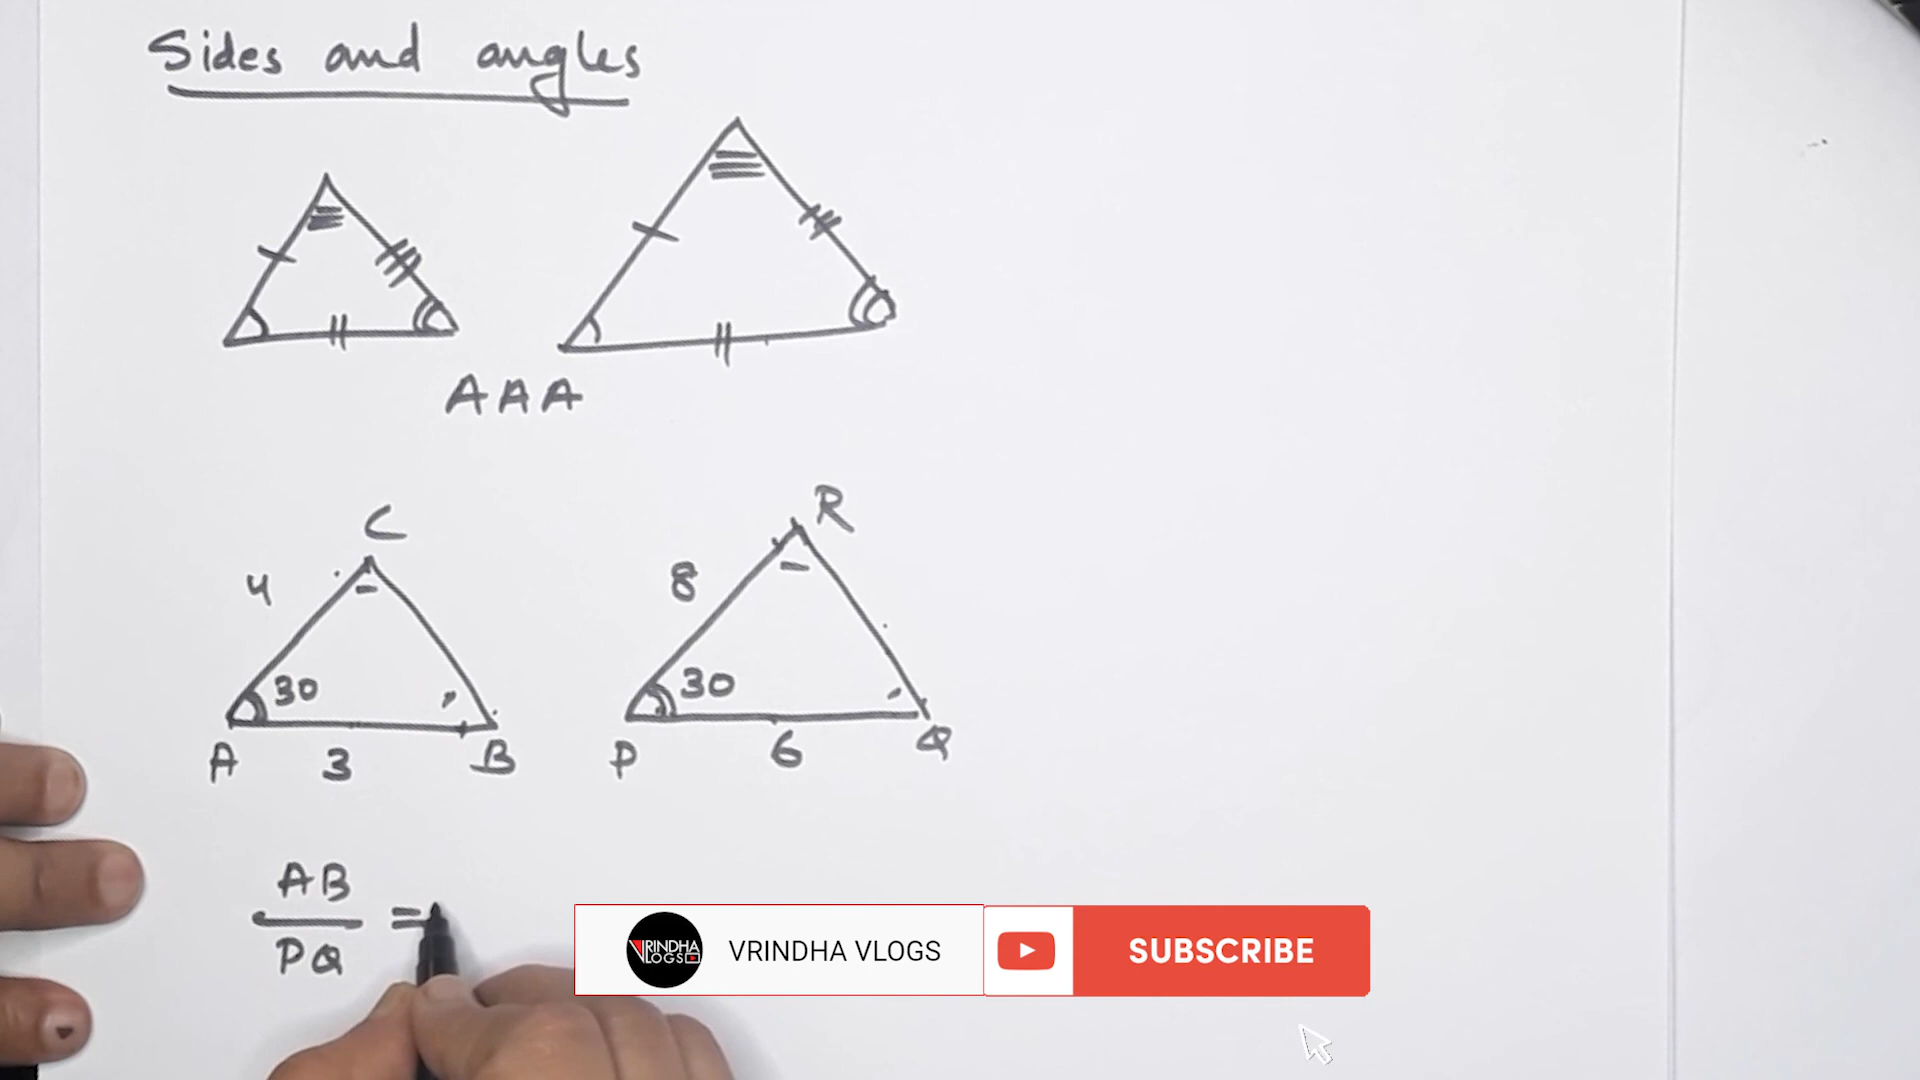 Sides and angles
AAA
C
R
4
8
30
30
A 3 B
P 6 Q
AB
PQ
=
VRINDHA VLOGS
VRINDHA VLOGS
SUBSCRIBE